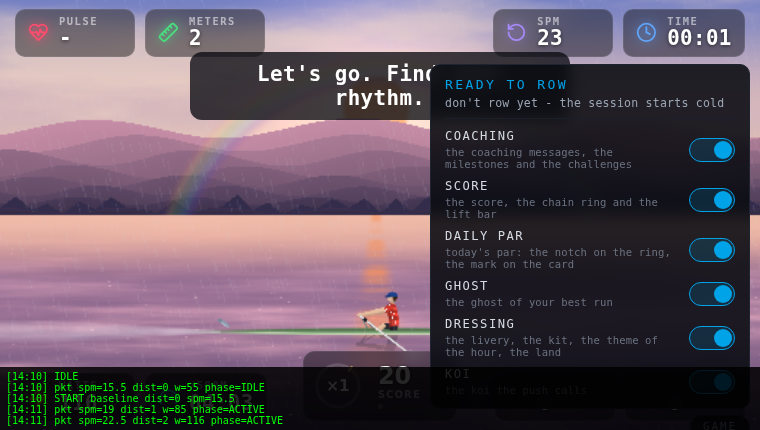 PULSE
-
METERS
2
SPM
23
TIME
00:01
Let's go. Find
rhythm.
READY TO ROW
don't row yet - the session starts cold
COACHING
the coaching messages, the
milestones and the challenges
SCORE
the score, the chain ring and the
lift bar
DAILY PAR
today's par: the notch on the ring,
the mark on the card
GHOST
the ghost of your best run
DRESSING
the livery, the kit, the theme of
the hour, the land
KOI
the koi the push calls
×1
20
SCORE
[14:10] IDLE
[14:10] pkt spm=15.5 dist=0 w=55 phase=IDLE
[14:10] START baseline dist=0 spm=15.5
[14:11] pkt spm=19 dist=1 w=85 phase=ACTIVE
[14:11] pkt spm=22.5 dist=2 w=116 phase=ACTIVE
GAME